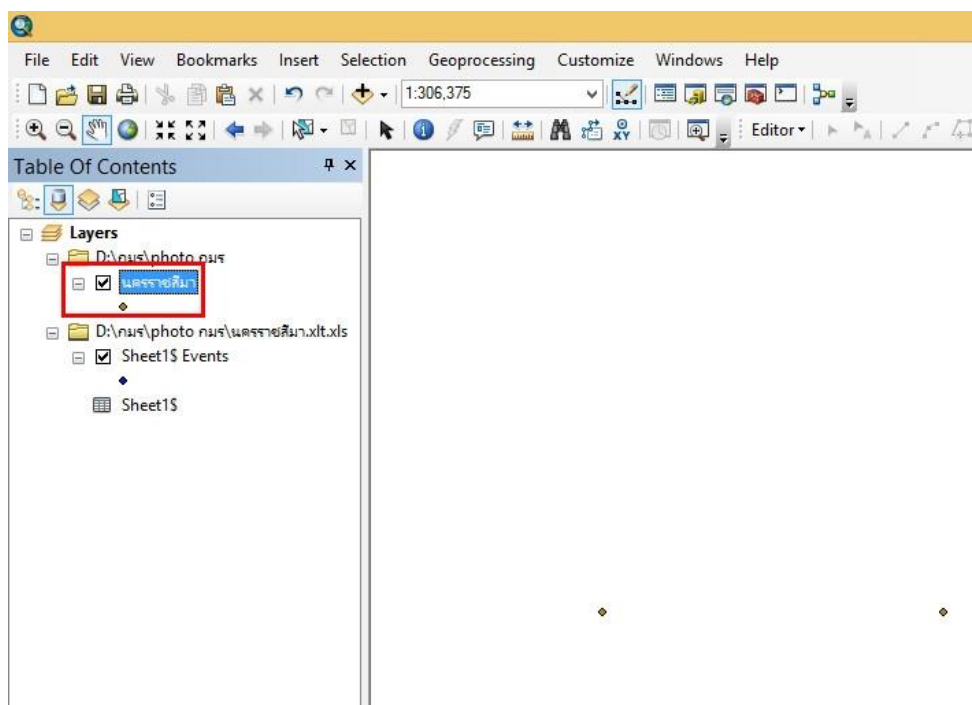 File Edit View Bookmarks Insert Selection Geoprocessing Customize Windows Help
1:306,375
Editor
Table Of Contents
Layers
D:\กมร\photo กมร
นครราชสีมา
D:\กมร\photo กมร\นครราชสีมา.xlt.xls
Sheet1$ Events
Sheet1$